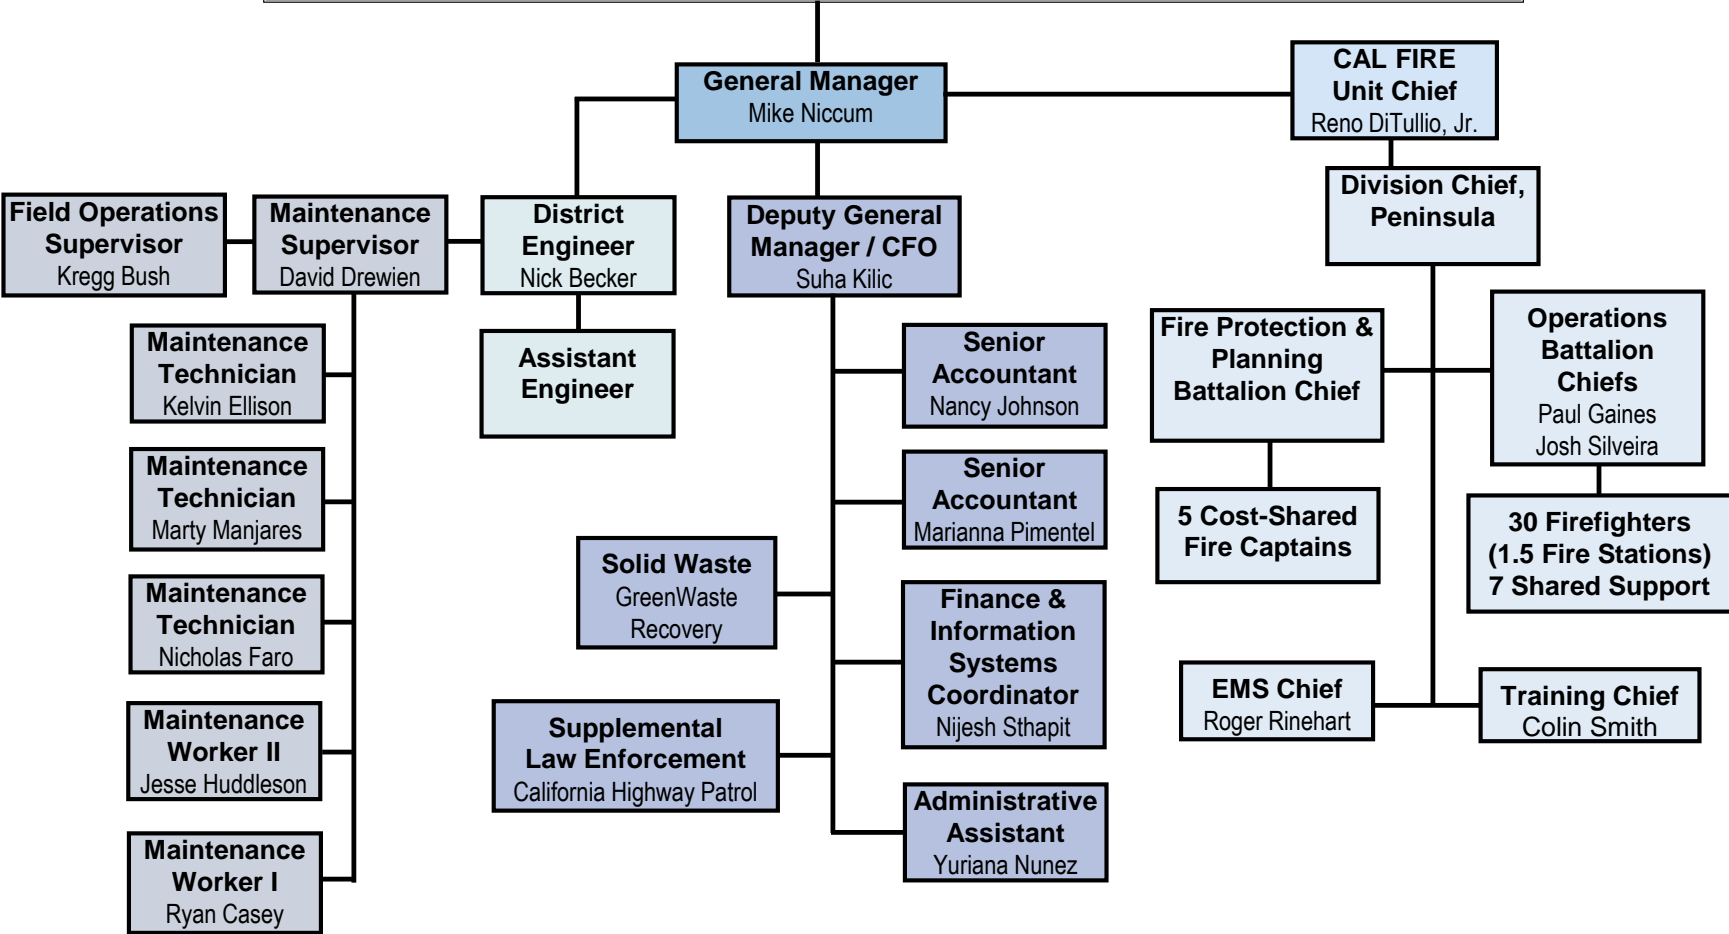 General Manager
Mike Niccum
CAL FIRE
Unit Chief
Reno DiTullio, Jr.
Division Chief,
Peninsula
Field Operations
Supervisor
Kregg Bush
Maintenance
Supervisor
David Drewien
District
Engineer
Nick Becker
Deputy General
Manager / CFO
Suha Kilic
Maintenance
Technician
Kelvin Ellison
Assistant
Engineer
Senior
Accountant
Nancy Johnson
Fire Protection &
Planning
Battalion Chief
Operations
Battalion
Chiefs
Paul Gaines
Josh Silveira
Maintenance
Technician
Marty Manjares
Senior
Accountant
Marianna Pimentel
5 Cost-Shared
Fire Captains
30 Firefighters
(1.5 Fire Stations)
7 Shared Support
Solid Waste
GreenWaste
Recovery
Maintenance
Technician
Nicholas Faro
Finance &
Information
Systems
Coordinator
Nijesh Sthapit
EMS Chief
Roger Rinehart
Training Chief
Colin Smith
Maintenance
Worker II
Jesse Huddleson
Supplemental
Law Enforcement
California Highway Patrol
Administrative
Assistant
Yuriana Nunez
Maintenance
Worker I
Ryan Casey